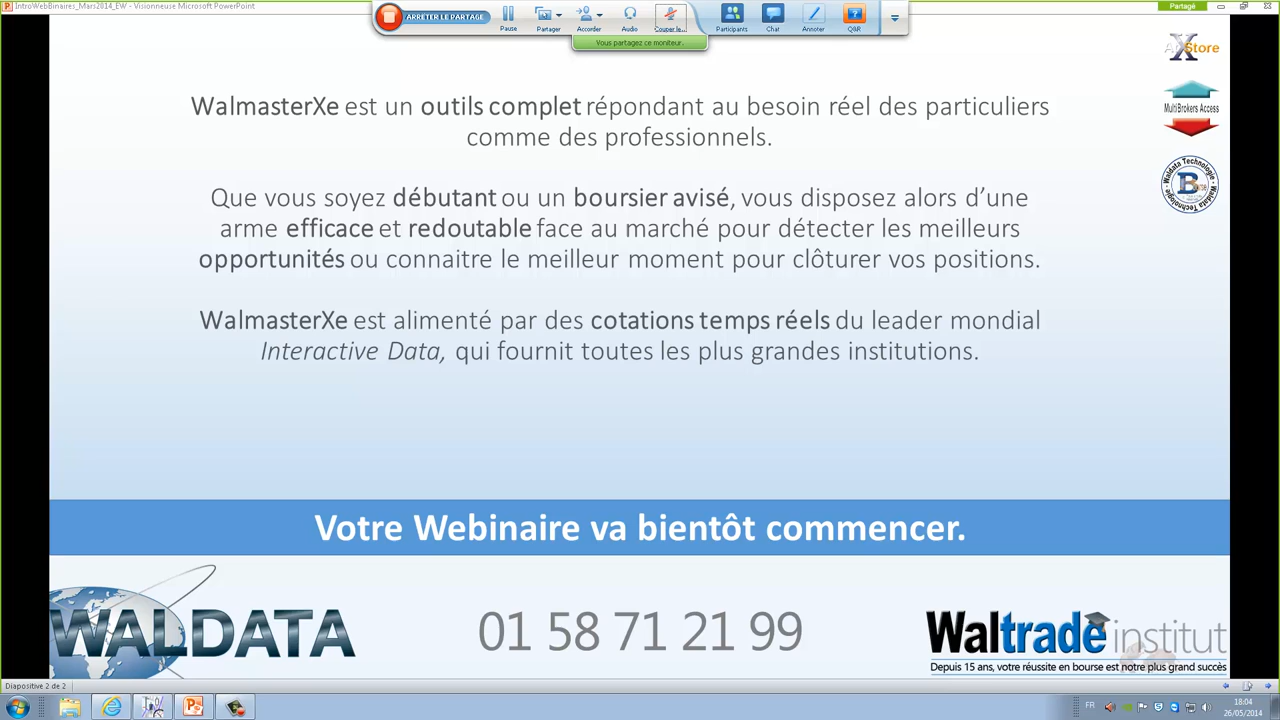 IntroWebBinaires_Mars2014_EW - Visionneuse Microsoft PowerPoint
ARRETER LE PARTAGE
Pause
Partager
Accorder
Audio
Couper le...
Participants
Chat
Annoter
Q&R
Partagé
Vous partagez ce moniteur.
Store
WalmasterXe est un outils complet répondant au besoin réel des particuliers
comme des professionnels.
MultiBrokers Access
Que vous soyez débutant ou un boursier avisé, vous disposez alors d’une
arme efficace et redoutable face au marché pour détecter les meilleurs
opportunités ou connaitre le meilleur moment pour clôturer vos positions.
WalmasterXe est alimenté par des cotations temps réels du leader mondial
Interactive Data, qui fournit toutes les plus grandes institutions.
Votre Webinaire va bientôt commencer.
WALDATA
01 58 71 21 99
Waltrade institut
Depuis 15 ans, votre réussite en bourse est notre plus grand succès
Diapositive 2 de 2
FR
18:04
26/05/2014